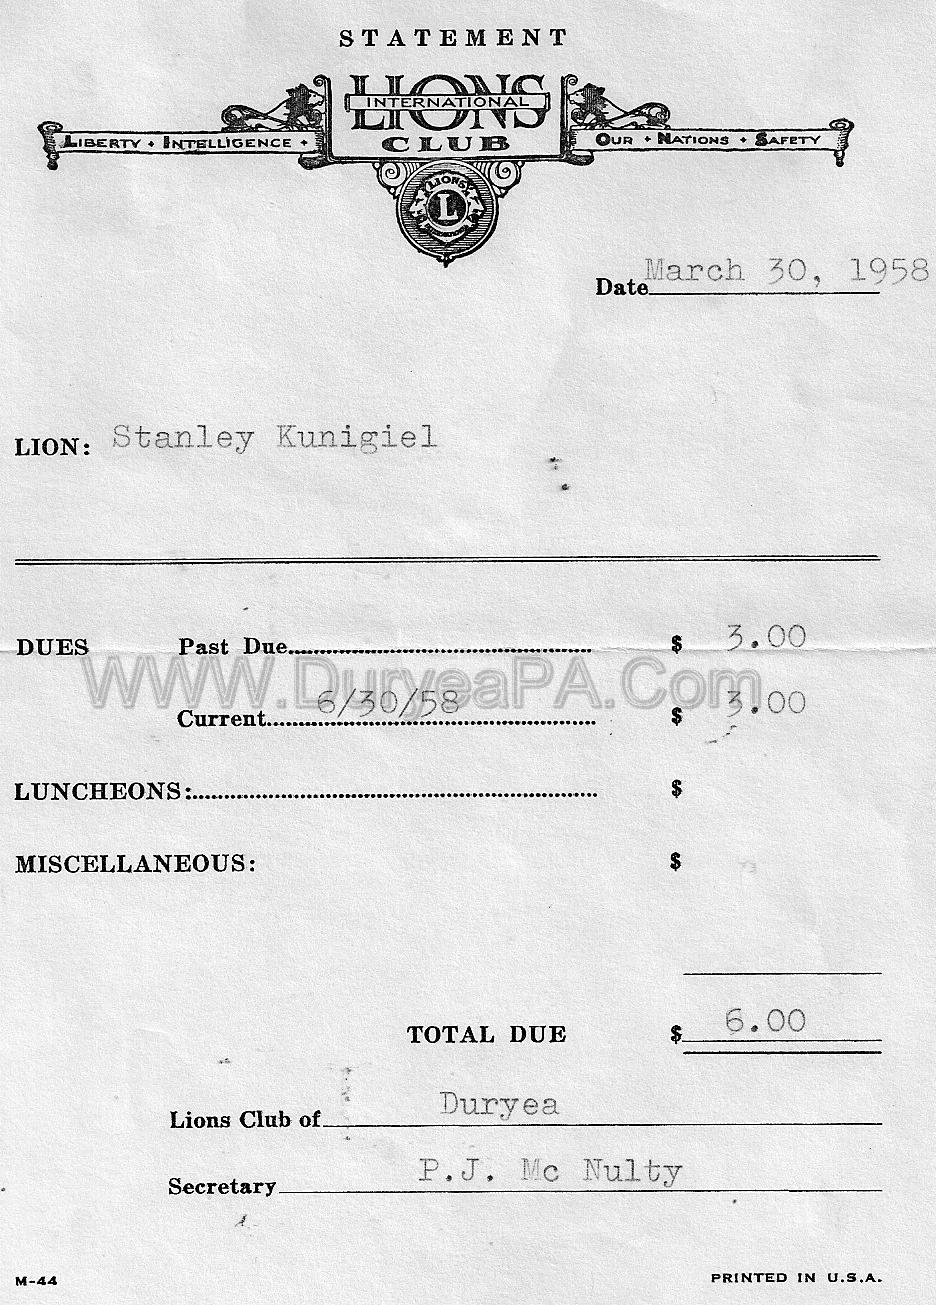 STATEMENT
LIONS
INTERNATIONAL
CLUB
LIBERTY • INTELLIGENCE • OUR • NATIONS • SAFETY
LIONS
L
Date March 30, 1958
LION: Stanley Kunigiel
DUES Past Due $ 3.00
WWW.DuryeaPA.Com
Current 6/30/58 $ 3.00
LUNCHEONS: $
MISCELLANEOUS: $
TOTAL DUE $ 6.00
Lions Club of Duryea
Secretary P.J. Mc Nulty
M-44 PRINTED IN U.S.A.